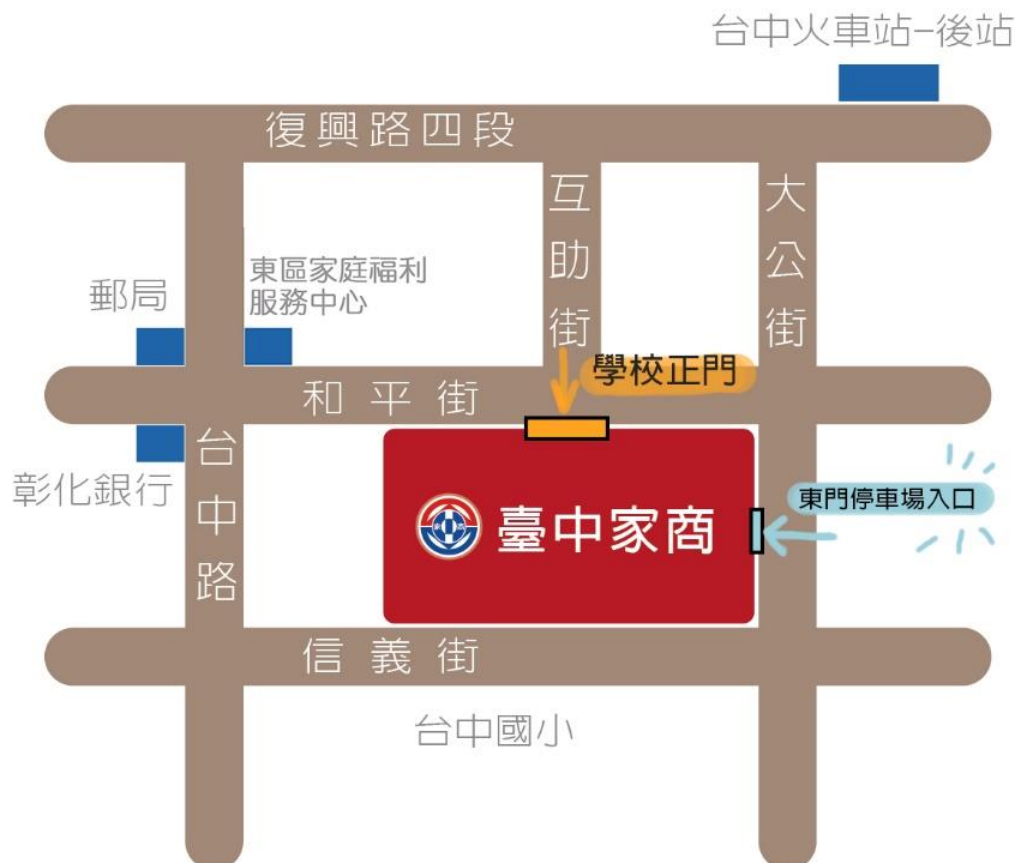 台中火車站-後站
復興路四段
互助街
大公街
東區家庭福利
服務中心
郵局
學校正門
和平街
台中路
彰化銀行
東門停車場入口
臺中家商
信義街
台中國小